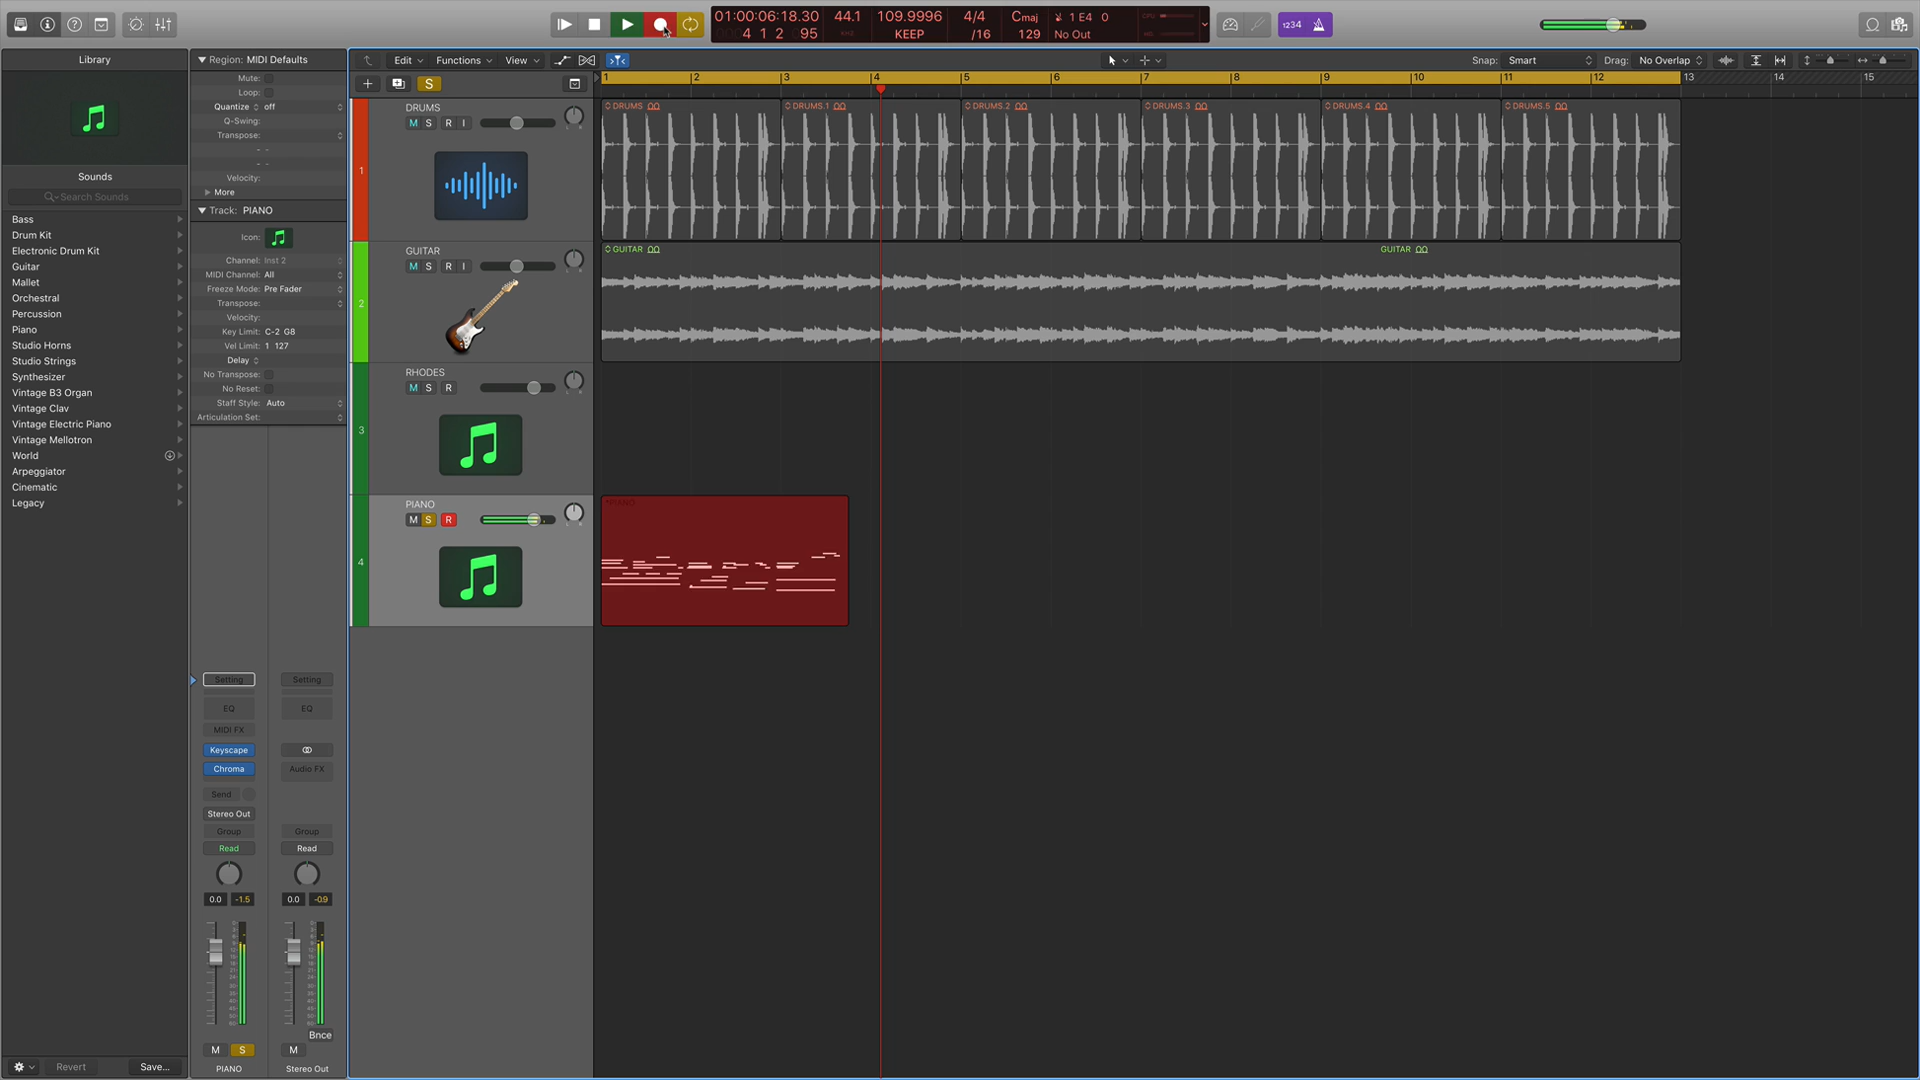 1234
01:00:06:18.30 44.1 109.9996 4/4 Cmaj 1 E4 0 CPU
4 1 2 95 KHZ KEEP /16 129 No Out HD
Library
Region: MIDI Defaults
Edit Functions View
Snap: Smart Drag: No Overlap
Mute:
Loop:
Quantize off
Q-Swing:
Transpose:
- -
- -
Velocity:
More
S
1 2 3 4 5 6 7 8 9 10 11 12 13 14 15
Sounds
Search Sounds
Bass
Drum Kit
Electronic Drum Kit
Guitar
Mallet
Orchestral
Percussion
Piano
Studio Horns
Studio Strings
Synthesizer
Vintage B3 Organ
Vintage Clav
Vintage Electric Piano
Vintage Mellotron
World
Arpeggiator
Cinematic
Legacy
Track: PIANO
Icon:
Channel: Inst 2
MIDI Channel: All
Freeze Mode: Pre Fader
Transpose:
Velocity:
Key Limit: C-2 G8
Vel Limit: 1 127
Delay
No Transpose:
No Reset:
Staff Style: Auto
Articulation Set:
1
DRUMS
M S R I
DRUMS DRUMS.1 DRUMS.2 DRUMS.3 DRUMS.4 DRUMS.5
2
GUITAR
M S R I
GUITAR GUITAR
3
RHODES
M S R
4
PIANO
M S R
*PIANO
Setting Setting
EQ EQ
MIDI FX
Keyscape
Chroma Audio FX
Send
Stereo Out
Group Group
Read Read
0.0 -1.5 0.0 -0.9
Bnce
M S M
PIANO Stereo Out
Revert Save...